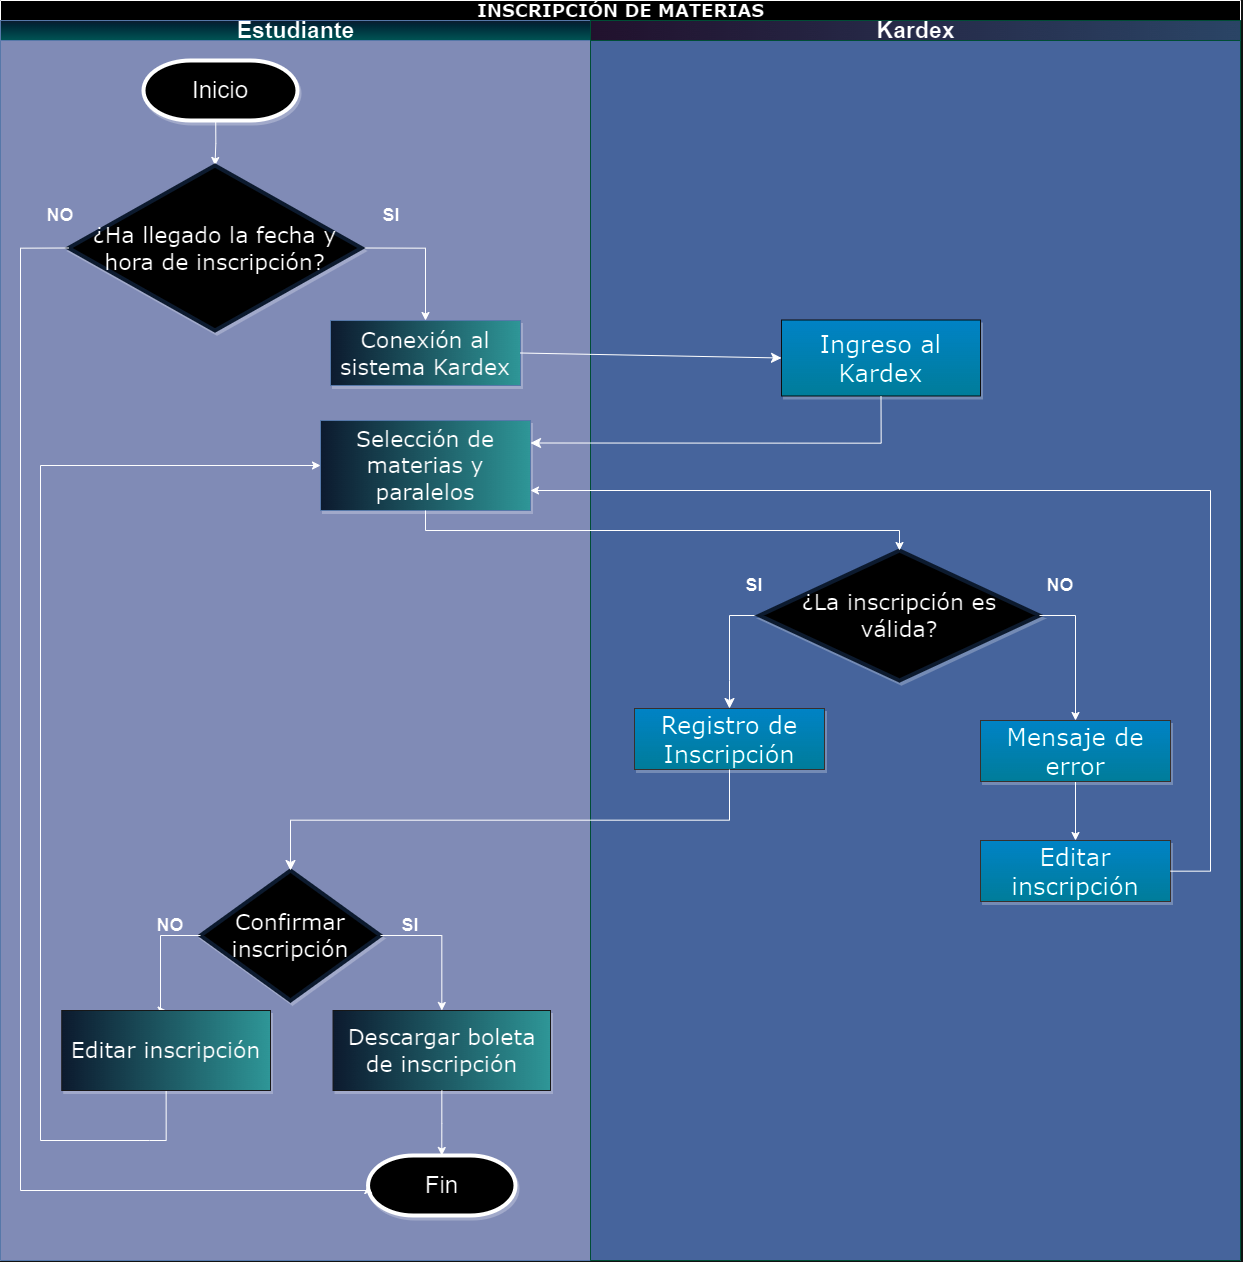 INSCRIPCIÓN DE MATERIAS
Estudiante
Kardex
Inicio
NO
SI
¿Ha llegado la fecha y
hora de inscripción?
Conexión al
sistema Kardex
Ingreso al
Kardex
Selección de
materias y
paralelos
SI
NO
¿La inscripción es
válida?
Registro de
Inscripción
Mensaje de
error
Editar
inscripción
NO
SI
Confirmar
inscripción
Editar inscripción
Descargar boleta
de inscripción
Fin